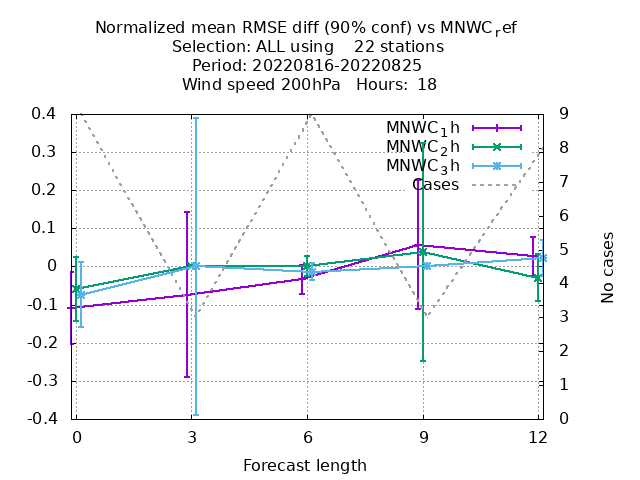 Normalized mean RMSE diff (90% conf) vs MNWC_ref
Selection: ALL using    22 stations
Period: 20220816-20220825
Wind speed 200hPa   Hours:  18
MNWC_1h
MNWC_2h
MNWC_3h
Cases
0.4
0.3
0.2
0.1
0
-0.1
-0.2
-0.3
-0.4
9
8
7
6
5
4
3
2
1
0
No cases
0 3 6 9 12
Forecast length